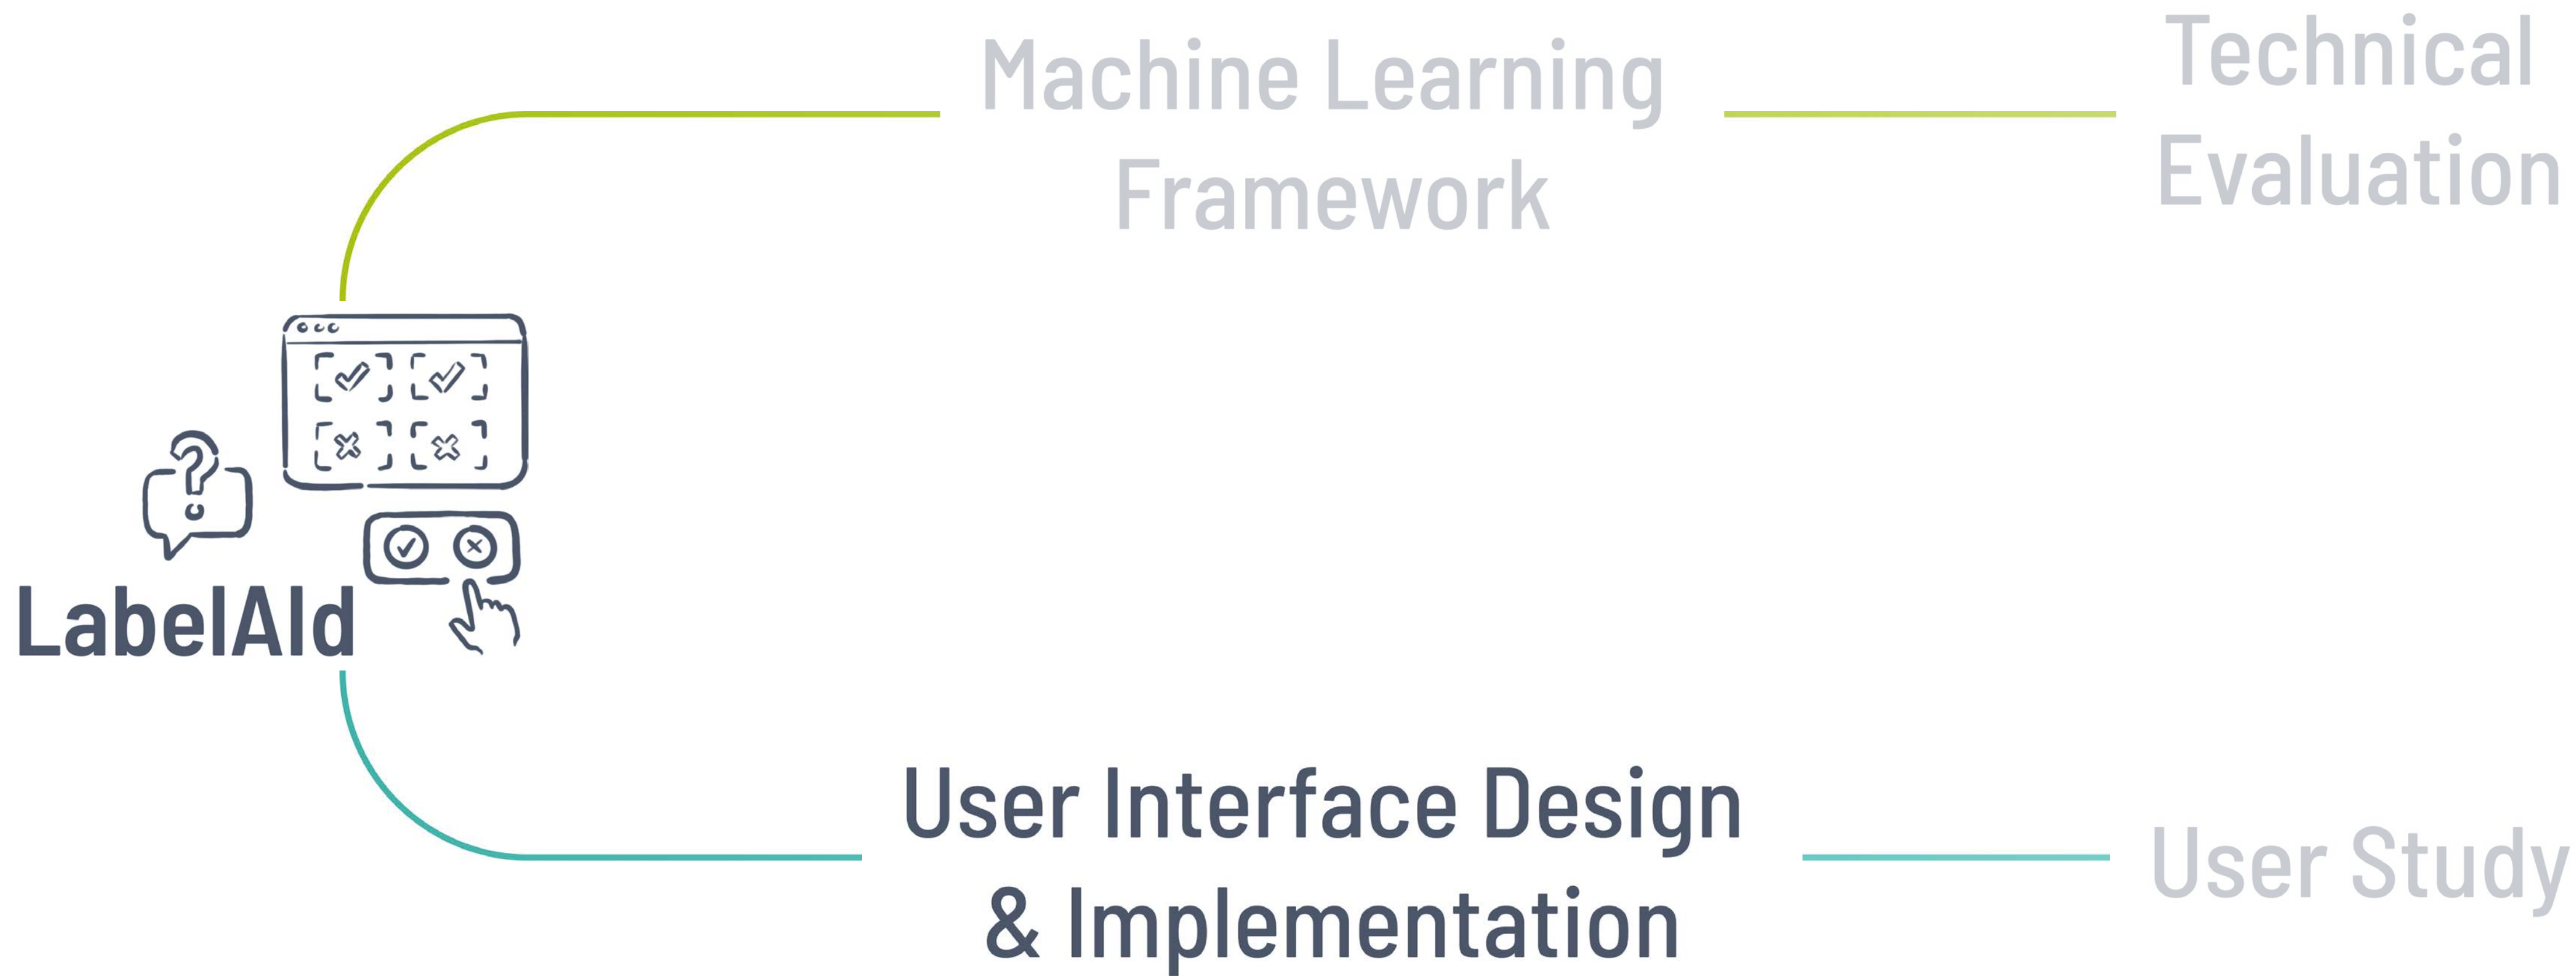 Machine Learning
Framework
Technical
Evaluation
LabelAId
User Interface Design
& Implementation
User Study